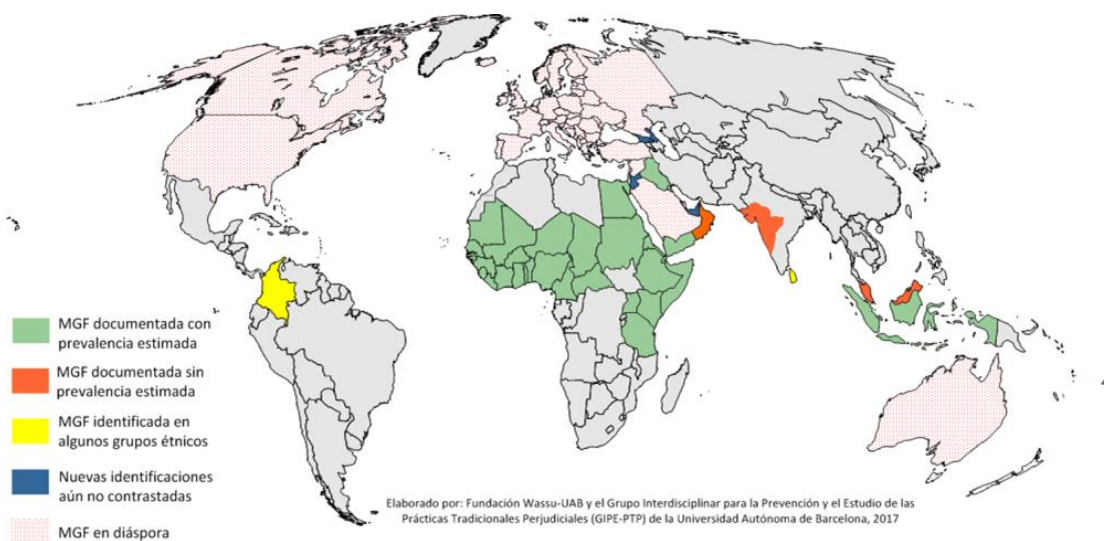 MGF documentada con
prevalencia estimada
MGF documentada sin
prevalencia estimada
MGF identificada en
algunos grupos étnicos
Nuevas identificaciones
aún no contrastadas
MGF en diáspora
Elaborado por: Fundación Wassu-UAB y el Grupo Interdisciplinar para la Prevención y el Estudio de las
Prácticas Tradicionales Perjudiciales (GIPE-PTP) de la Universidad Autónoma de Barcelona, 2017